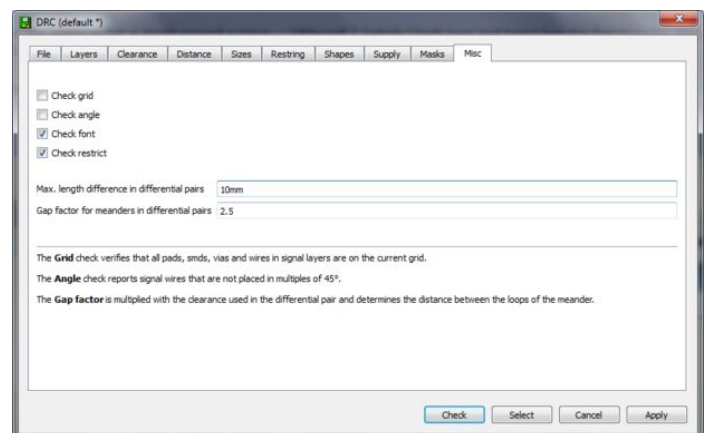 DRC (default *)
File Layers Clearance Distance Sizes Restring Shapes Supply Masks Misc
Check grid
Check angle
Check font
Check restrict
Max. length difference in differential pairs 10mm
Gap factor for meanders in differential pairs 2.5
The Grid check verifies that all pads, smds, vias and wires in signal layers are on the current grid.
The Angle check reports signal wires that are not placed in multiples of 45°.
The Gap factor is multiplied with the clearance used in the differential pair and determines the distance between the loops of the meander.
Check Select Cancel Apply